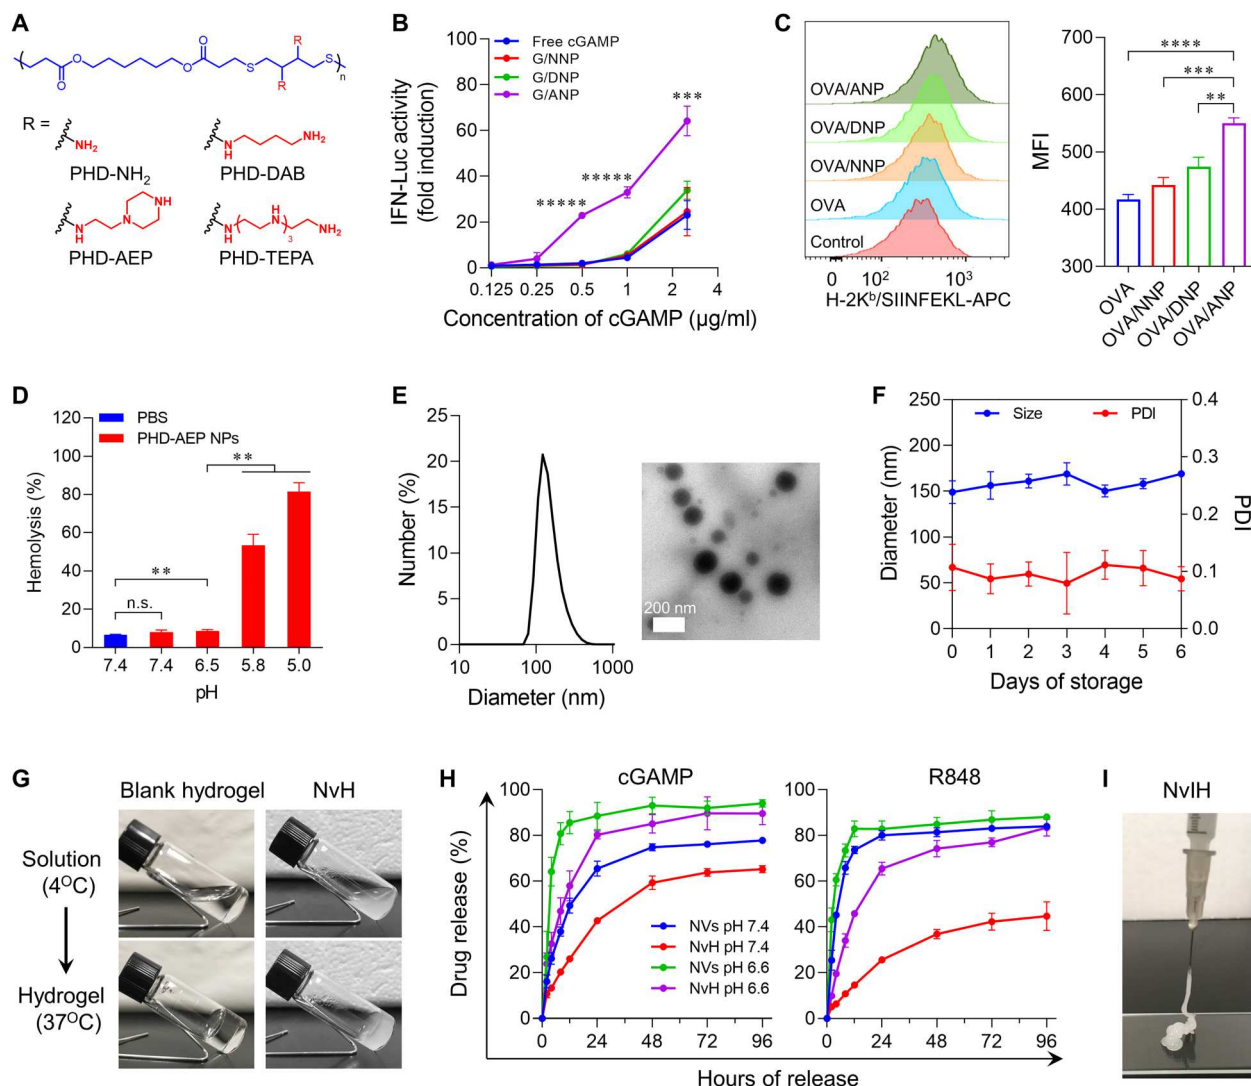 A
O
O
O
O
S
R
R
S
n
R =
NH₂
PHD-NH₂
N
H
NH₂
PHD-DAB
N
H
N
NH
PHD-AEP
N
H
H
N
3
NH₂
PHD-TEPA
B
IFN-Luc activity
(fold induction)
100
80
60
40
20
0
Free cGAMP
G/NNP
G/DNP
G/ANP
*****
*****
***
0.125
0.25
0.5
1
2
4
Concentration of cGAMP (µg/ml)
C
OVA/ANP
OVA/DNP
OVA/NNP
OVA
Control
0
10²
10³
H-2Kᵇ/SIINFEKL-APC
MFI
700
600
500
400
300
****
***
**
OVA
OVA/NNP
OVA/DNP
OVA/ANP
D
PBS
PHD-AEP NPs
Hemolysis (%)
120
100
80
60
40
20
0
**
**
n.s.
7.4
7.4
6.5
5.8
5.0
pH
E
Number (%)
25
20
15
10
5
0
10
100
1000
Diameter (nm)
200 nm
F
Size
PDI
Diameter (nm)
250
200
150
100
50
0
0.4
0.3
0.2
0.1
0.0
PDI
0
1
2
3
4
5
6
Days of storage
G
Blank hydrogel
NvH
Solution
(4ᴼC)
Hydrogel
(37ᴼC)
H
cGAMP
R848
Drug release (%)
100
80
60
40
20
0
NVs pH 7.4
NvH pH 7.4
NVs pH 6.6
NvH pH 6.6
0
24
48
72
96
100
80
60
40
20
0
0
24
48
72
96
Hours of release
I
NvIH